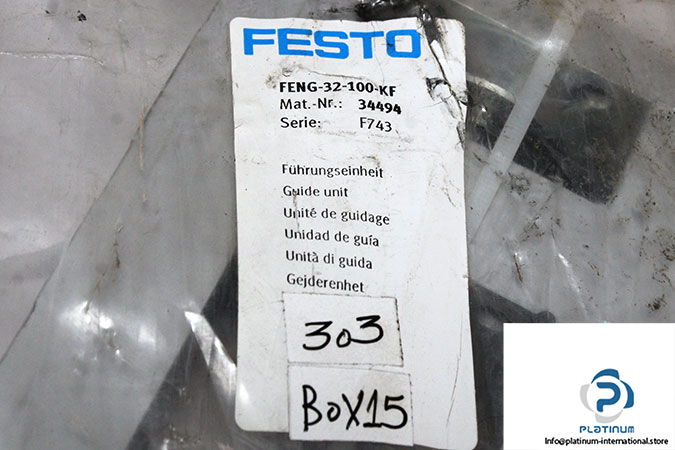 FESTO
FENG-32-100-KF
Mat.-Nr.: 34494
Serie: F743
Führungseinheit
Guide unit
Unité de guidage
Unidad de guía
Unità di guida
Gejderenhet
303
BOX15
PLATINUM
Info@platinum-international.store